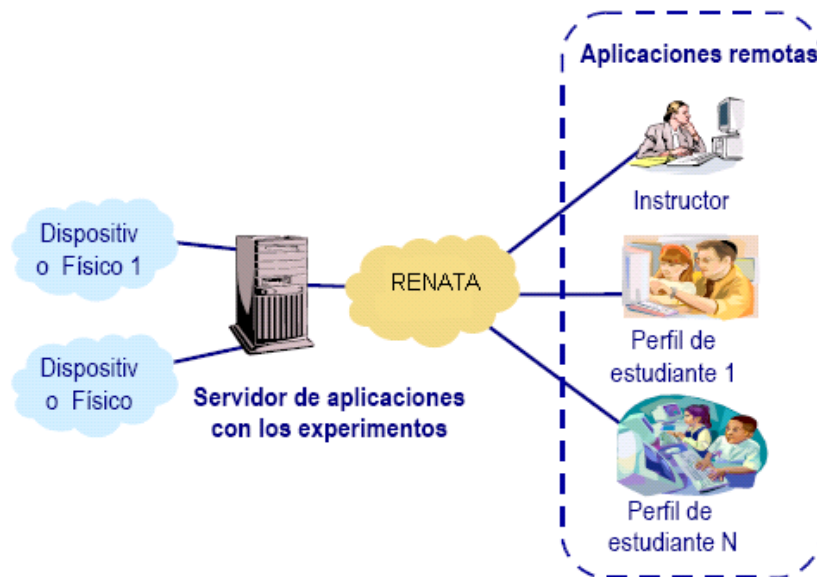 Aplicaciones remotas
Instructor
Dispositiv
o Físico 1
RENATA
Perfil de
estudiante 1
Dispositiv
o Físico
Servidor de aplicaciones
con los experimentos
Perfil de
estudiante N